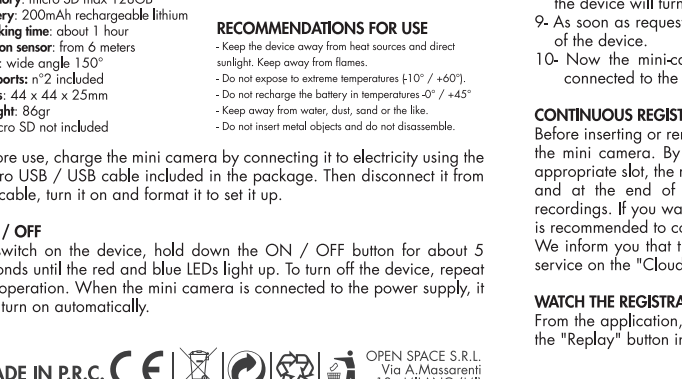 ory: micro SD max 128GB
ery: 200mAh rechargeable lithium
king time: about 1 hour
on sensor: from 6 meters
: wide angle 150°
ports: n°2 included
s: 44 x 44 x 25mm
ght: 86gr
cro SD not included
RECOMMENDATIONS FOR USE
- Keep the device away from heat sources and direct
sunlight. Keep away from flames.
- Do not expose to extreme temperatures (-10° / +60°).
- Do not recharge the battery in temperatures -0° / +45°
- Keep away from water, dust, sand or the like.
- Do not insert metal objects and do not disassemble.
ore use, charge the mini camera by connecting it to electricity using the
ro USB / USB cable included in the package. Then disconnect it from
cable, turn it on and format it to set it up.
/ OFF
switch on the device, hold down the ON / OFF button for about 5
onds until the red and blue LEDs light up. To turn off the device, repeat
operation. When the mini camera is connected to the power supply, it
turn on automatically.
ADE IN P.R.C. CE
OPEN SPACE S.R.L.
Via A.Massarenti
the device will turn
9- As soon as reques
of the device.
10- Now the mini-co
connected to the
CONTINUOUS REGIST
Before inserting or re
the mini camera. By
appropriate slot, the r
and at the end of
recordings. If you wa
is recommended to co
We inform you that t
service on the "Cloud
WATCH THE REGISTRA
From the application,
the "Replay" button in